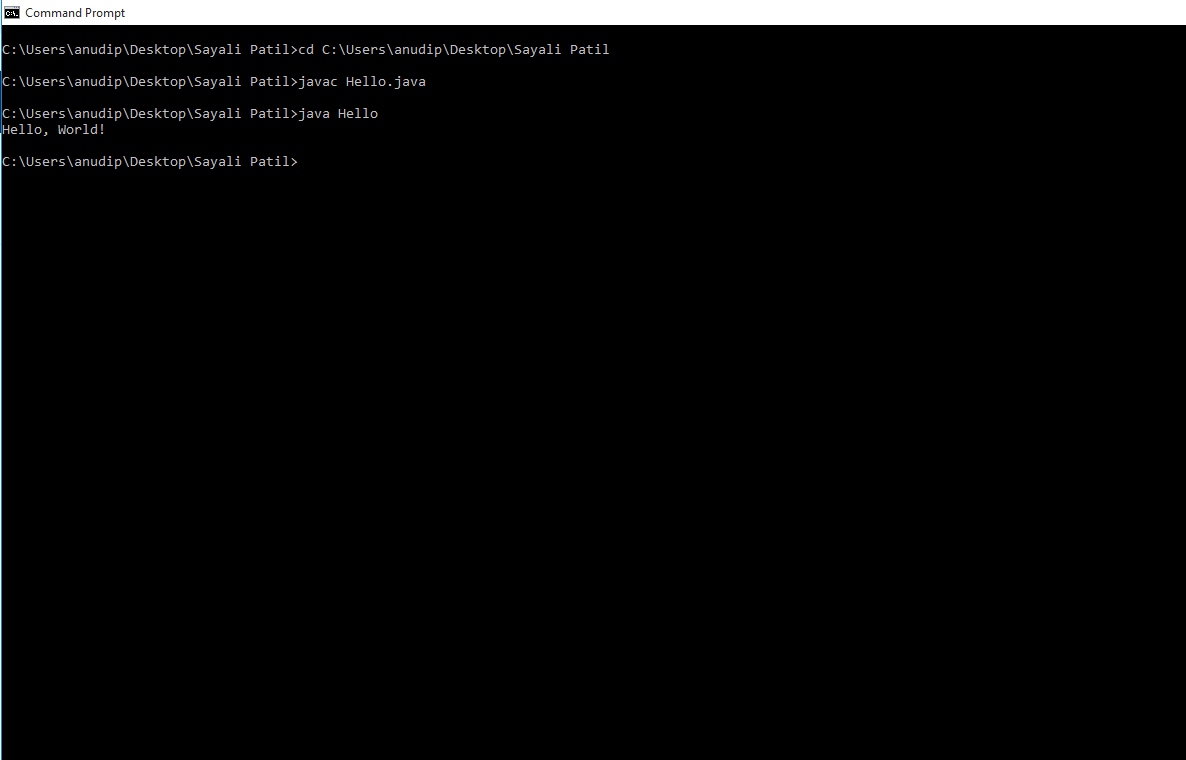 Command Prompt
C:\Users\anudip\Desktop\Sayali Patil>cd C:\Users\anudip\Desktop\Sayali Patil
C:\Users\anudip\Desktop\Sayali Patil>javac Hello.java
C:\Users\anudip\Desktop\Sayali Patil>java Hello
Hello, World!
C:\Users\anudip\Desktop\Sayali Patil>